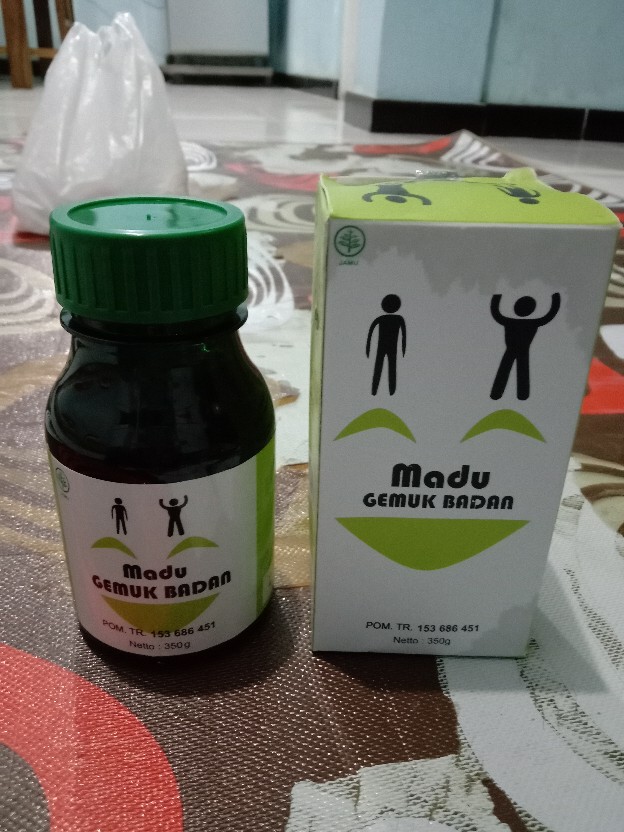 Madu
GEMUK BADAN
POM. TR. 153 686 451
Netto : 350g
JAMU
Madu
GEMUK BADAN
POM. TR. 153 686 451
Netto : 350g